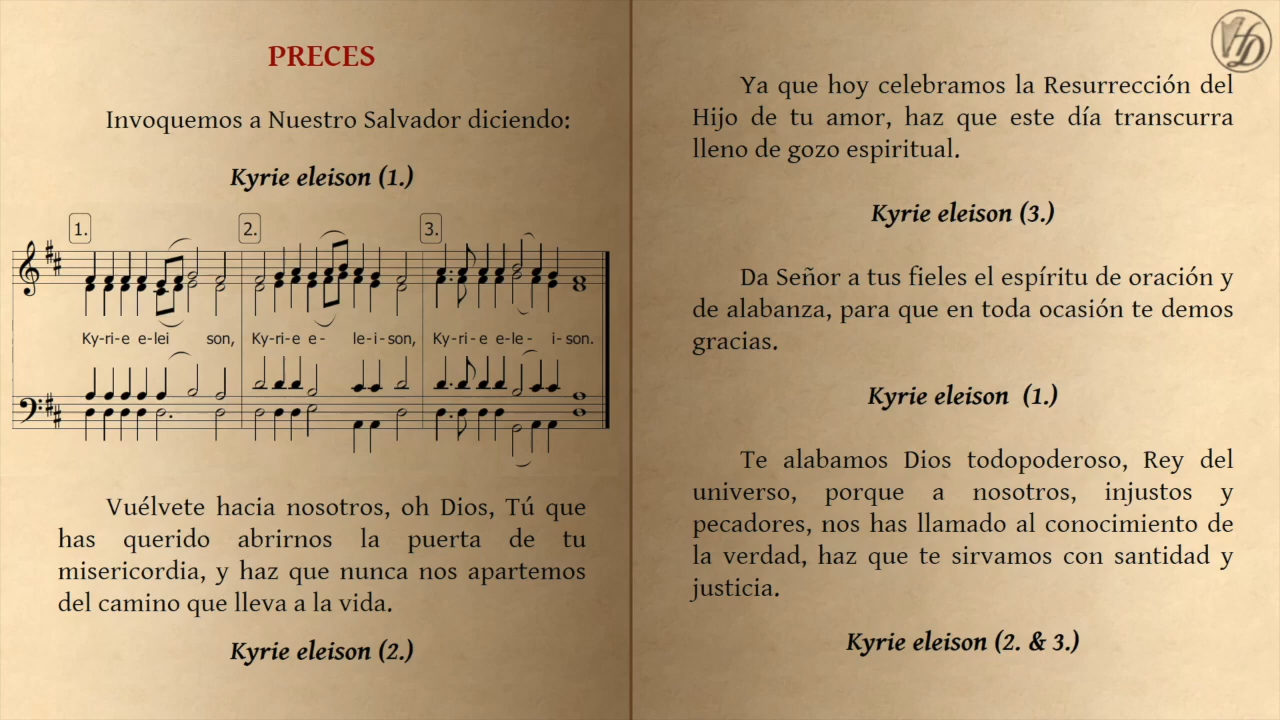 PRECES
Invoquemos a Nuestro Salvador diciendo:
Kyrie eleison (1.)
1. 2. 3.
Ky-ri-e e-lei son, Ky-ri-e e- le-i-son, Ky-ri-e e-le- i-son.
Vuélvete hacia nosotros, oh Dios, Tú que
has querido abrirnos la puerta de tu
misericordia, y haz que nunca nos apartemos
del camino que lleva a la vida.
Kyrie eleison (2.)
HD
Ya que hoy celebramos la Resurrección del
Hijo de tu amor, haz que este día transcurra
lleno de gozo espiritual.
Kyrie eleison (3.)
Da Señor a tus fieles el espíritu de oración y
de alabanza, para que en toda ocasión te demos
gracias.
Kyrie eleison (1.)
Te alabamos Dios todopoderoso, Rey del
universo, porque a nosotros, injustos y
pecadores, nos has llamado al conocimiento de
la verdad, haz que te sirvamos con santidad y
justicia.
Kyrie eleison (2. & 3.)